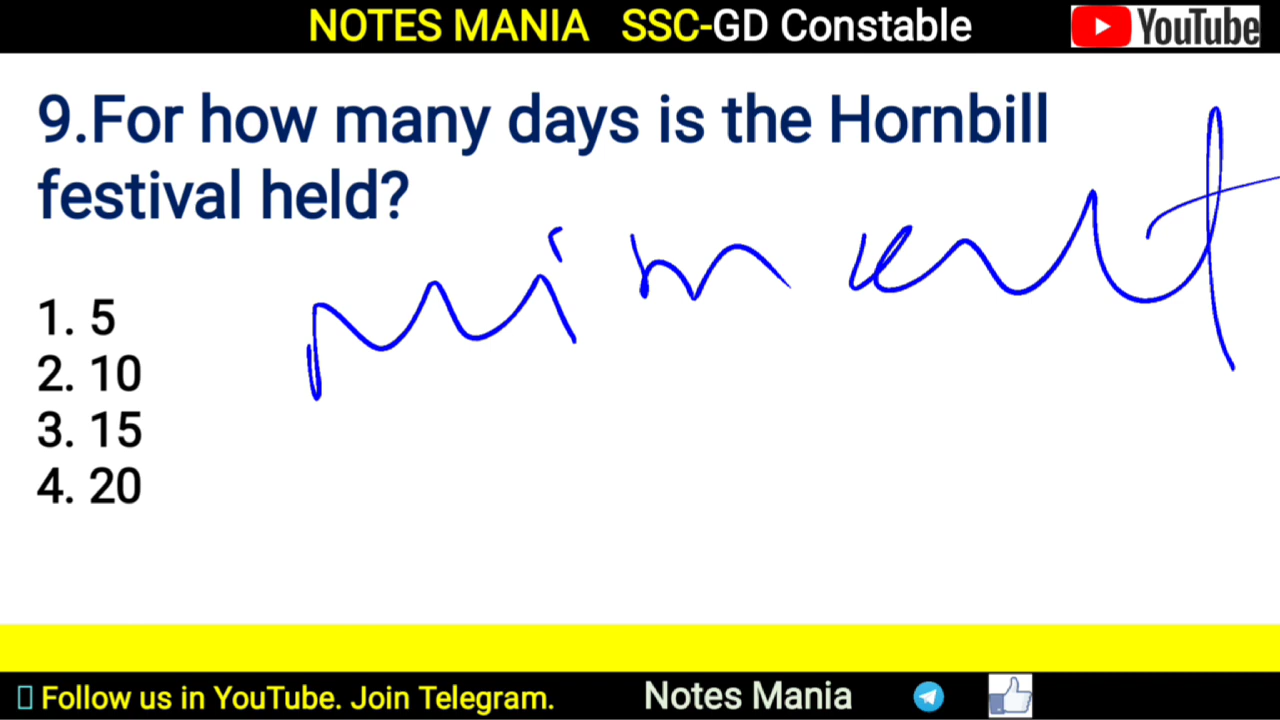 NOTES MANIA SSC-GD Constable YouTube
9.For how many days is the Hornbill
festival held?
1. 5
2. 10
3. 15
4. 20
Follow us in YouTube. Join Telegram. Notes Mania